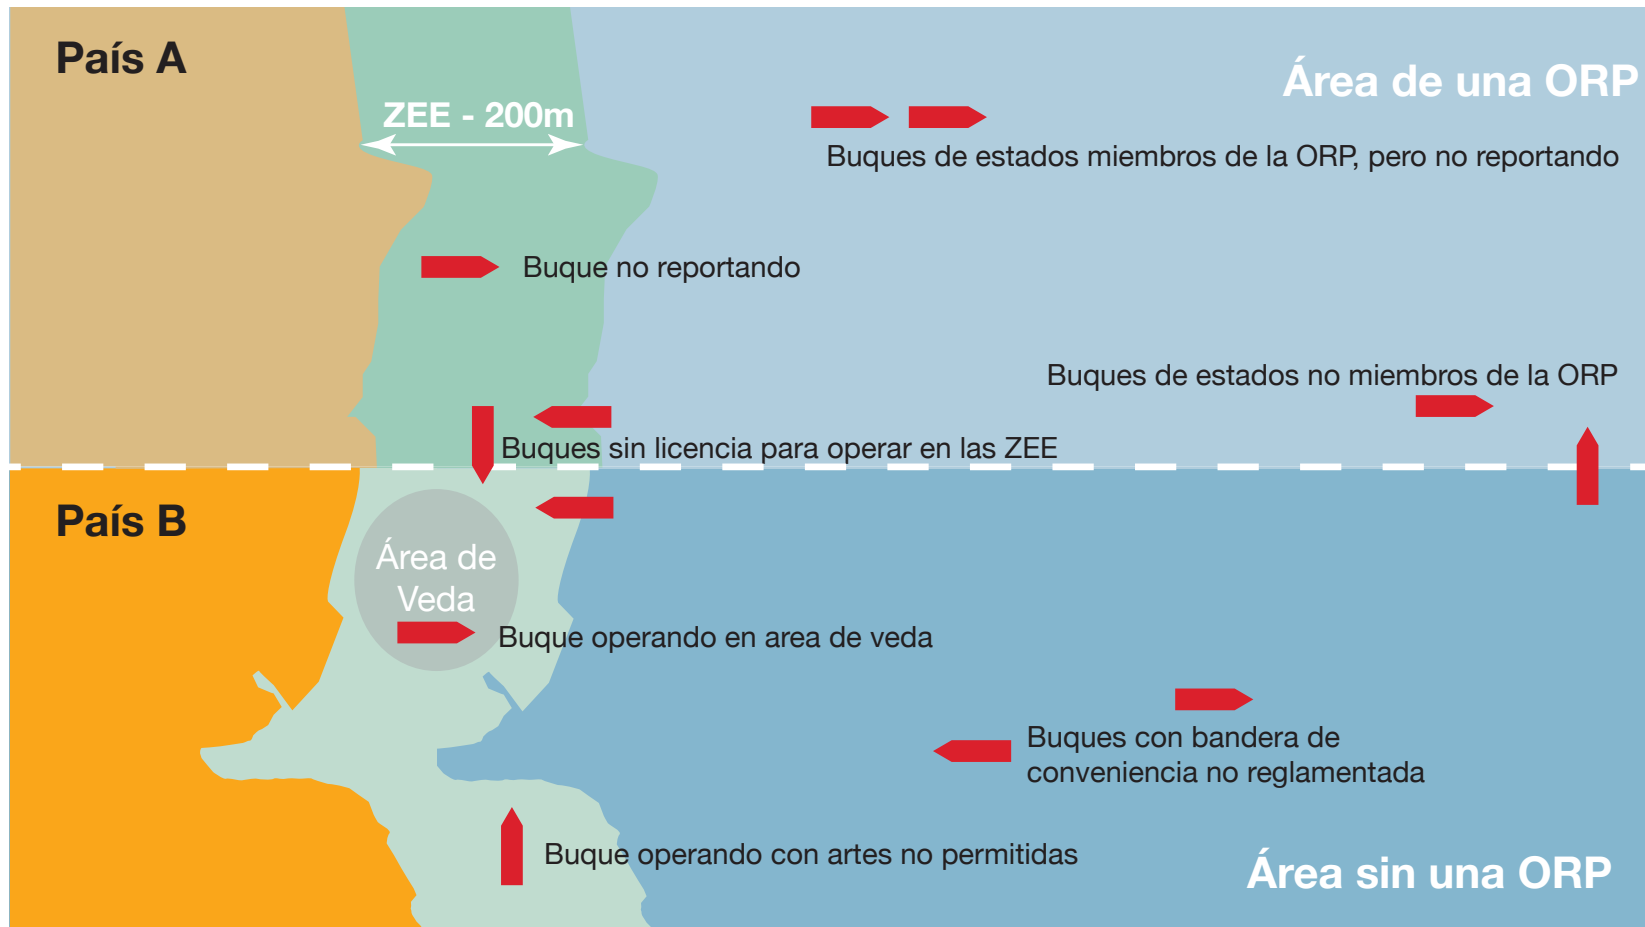 País A
Área de una ORP
ZEE - 200m
Buques de estados miembros de la ORP, pero no reportando
Buque no reportando
Buques de estados no miembros de la ORP
Buques sin licencia para operar en las ZEE
País B
Área de
Veda
Buque operando en area de veda
Buques con bandera de
conveniencia no reglamentada
Buque operando con artes no permitidas
Área sin una ORP